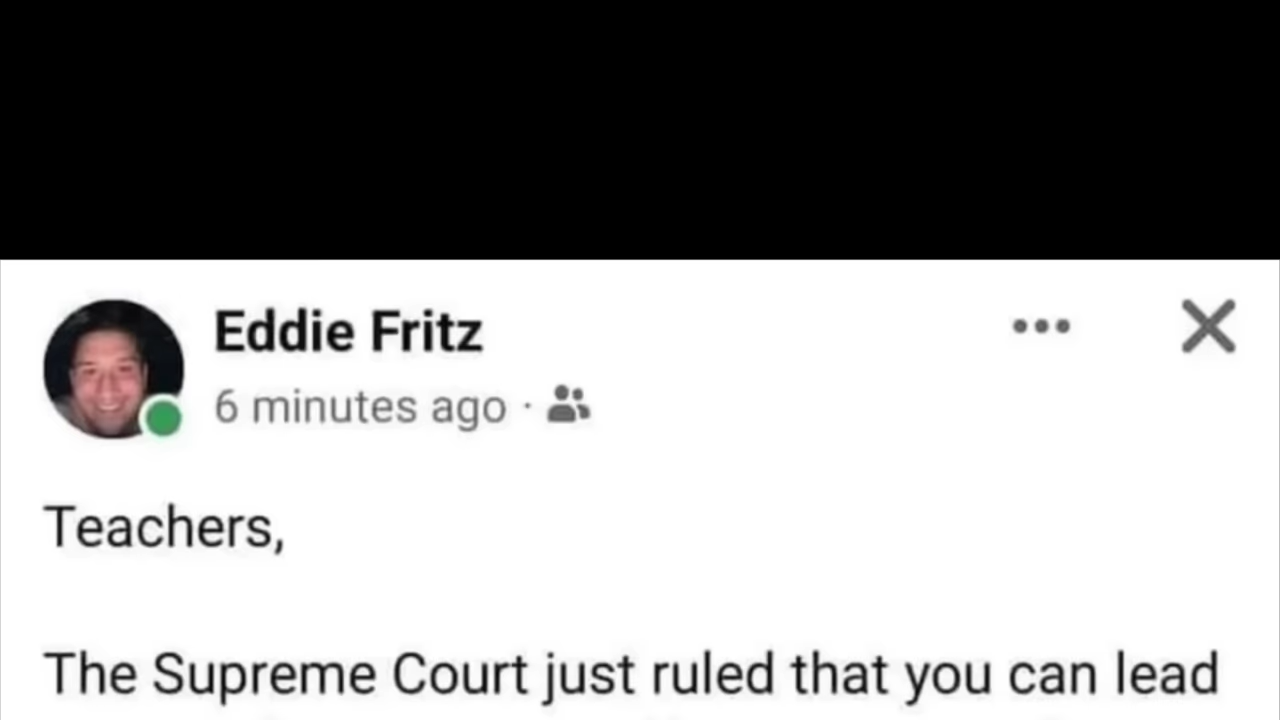 Eddie Fritz
6 minutes ago ·
Teachers,
The Supreme Court just ruled that you can lead